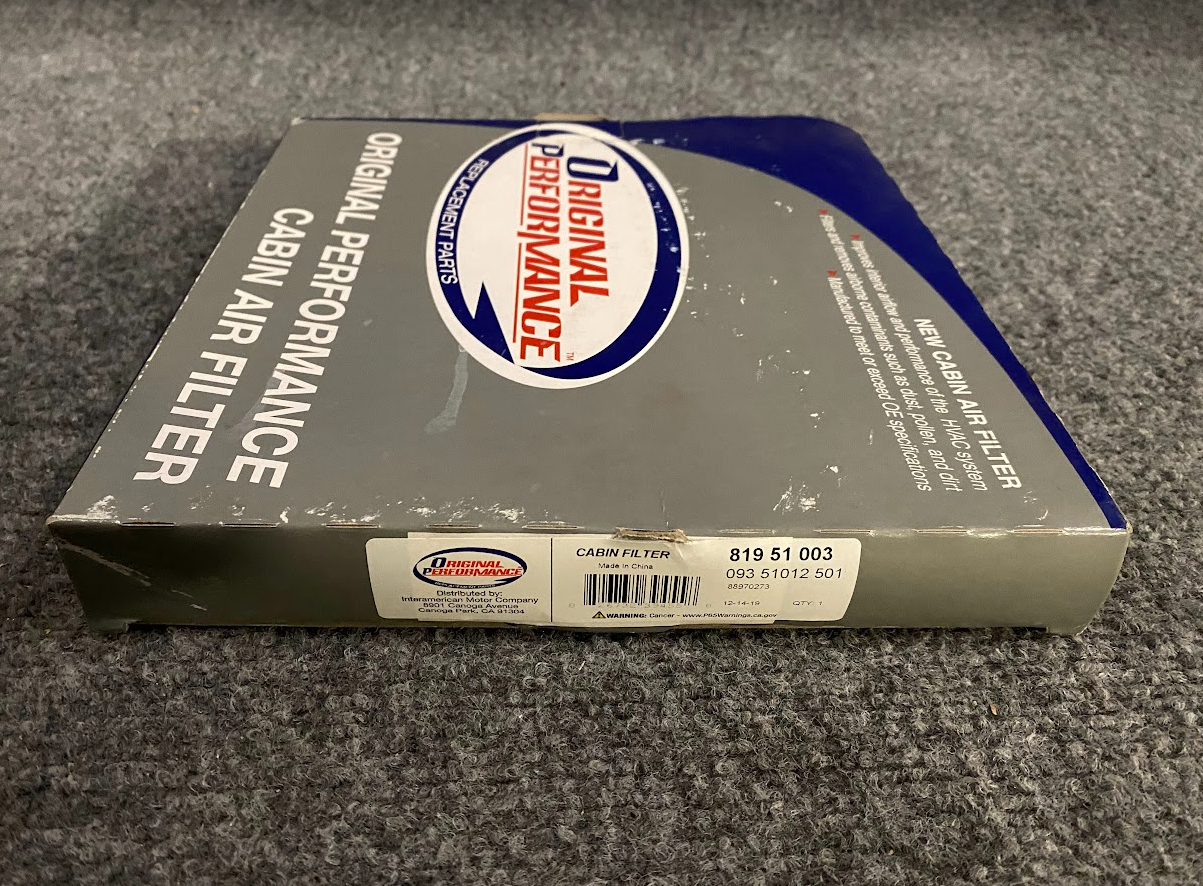 ORIGINAL PERFORMANCE
CABIN AIR FILTER
ORIGINAL
PERFORMANCE™
REPLACEMENT PARTS
NEW CABIN AIR FILTER
Improves interior airflow and performance of the HVAC system
Filters and removes airborne contaminants such as dust, pollen, and dirt
Manufactured to meet or exceed OE specifications
ORIGINAL
PERFORMANCE
REPLACEMENT PARTS
Distributed by:
Interamerican Motor Company
8901 Canoga Avenue
Canoga Park, CA 91304
CABIN FILTER
Made In China
819 51 003
093 51012 501
88970273
12-14-19 QTY: 1
WARNING: Cancer - www.P65Warnings.ca.gov